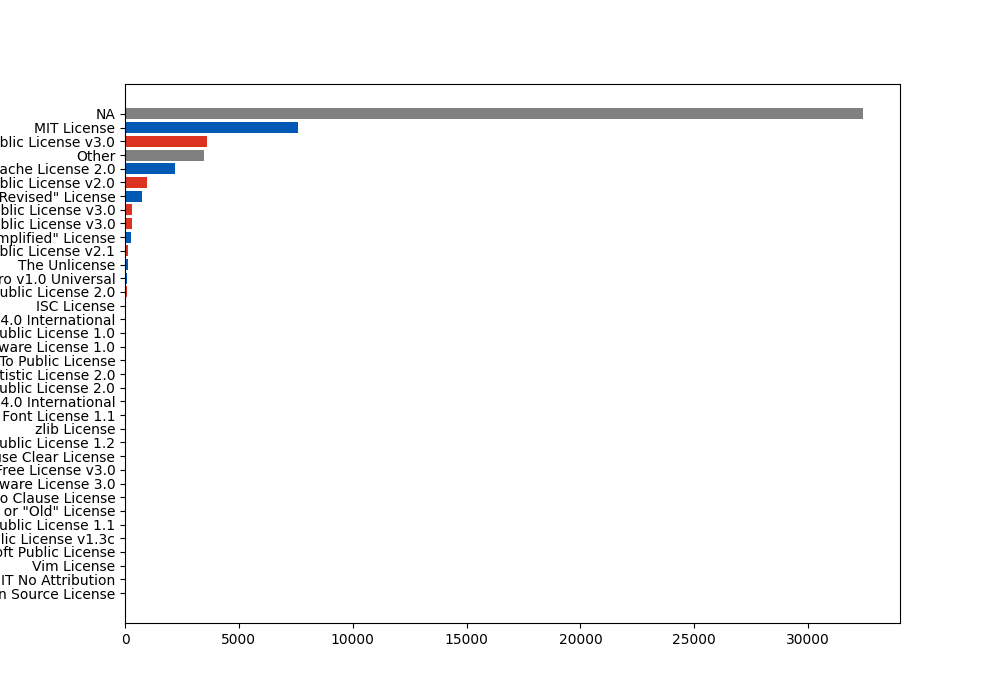 NA
MIT License
blic License v3.0
Other
ache License 2.0
blic License v2.0
Revised" License
blic License v3.0
blic License v3.0
mplified" License
blic License v2.1
The Unlicense
ro v1.0 Universal
ublic License 2.0
ISC License
4.0 International
ublic License 1.0
ware License 1.0
To Public License
tistic License 2.0
ublic License 2.0
4.0 International
Font License 1.1
zlib License
ublic License 1.2
use Clear License
Free License v3.0
ware License 3.0
o Clause License
or "Old" License
ublic License 1.1
lic License v1.3c
oft Public License
Vim License
IT No Attribution
n Source License
0 5000 10000 15000 20000 25000 30000